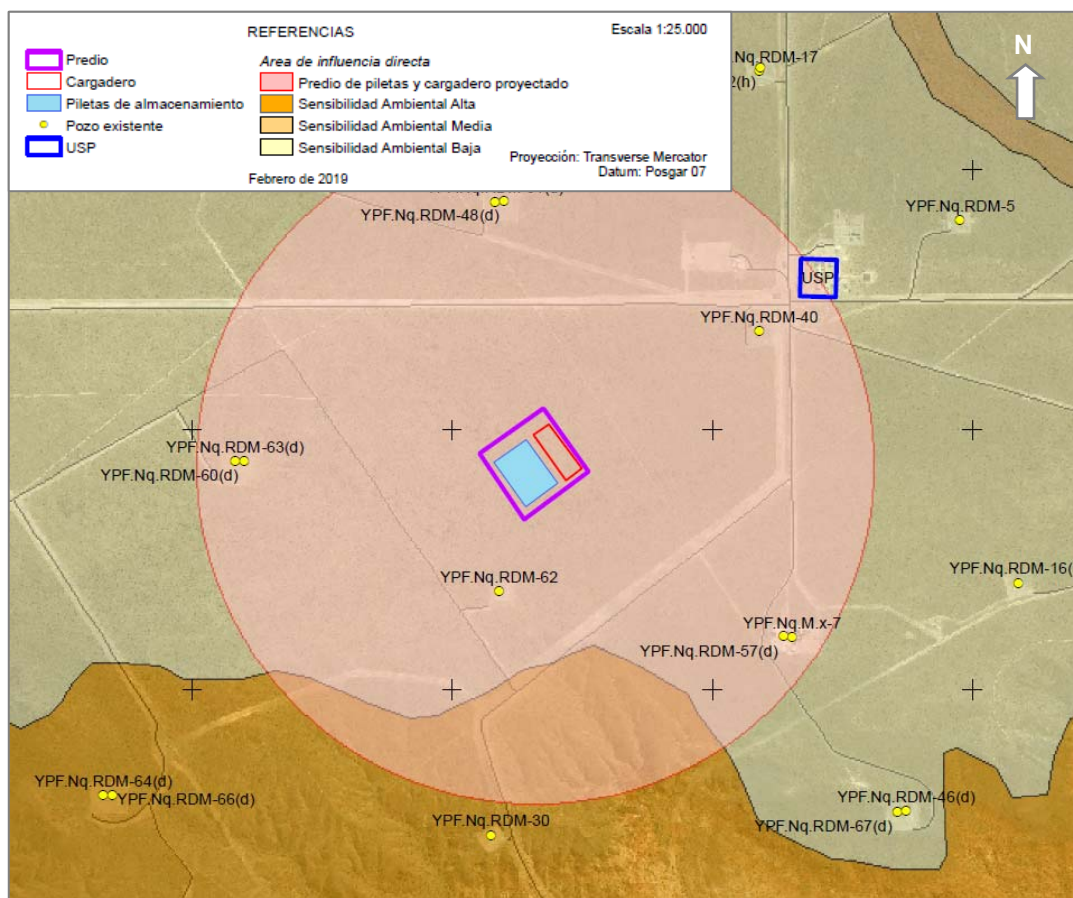 REFERENCIAS
Escala 1:25.000
Predio
Cargadero
Piletas de almacenamiento
Pozo existente
USP
Area de influencia directa
Predio de piletas y cargadero proyectado
Sensibilidad Ambiental Alta
Sensibilidad Ambiental Media
Sensibilidad Ambiental Baja
Proyección: Transverse Mercator
Datum: Posgar 07
Febrero de 2019
N
.Nq.RDM-17
2(h)
YPF.Nq.RDM-48(d)
YPF.Nq.RDM-5
USP
YPF.Nq.RDM-40
YPF.Nq.RDM-63(d)
YPF.Nq.RDM-60(d)
YPF.Nq.RDM-62
YPF.Nq.RDM-16(
YPF.Nq.M.x-7
YPF.Nq.RDM-57(d)
YPF.Nq.RDM-64(d)
YPF.Nq.RDM-66(d)
YPF.Nq.RDM-30
YPF.Nq.RDM-46(d)
YPF.Nq.RDM-67(d)